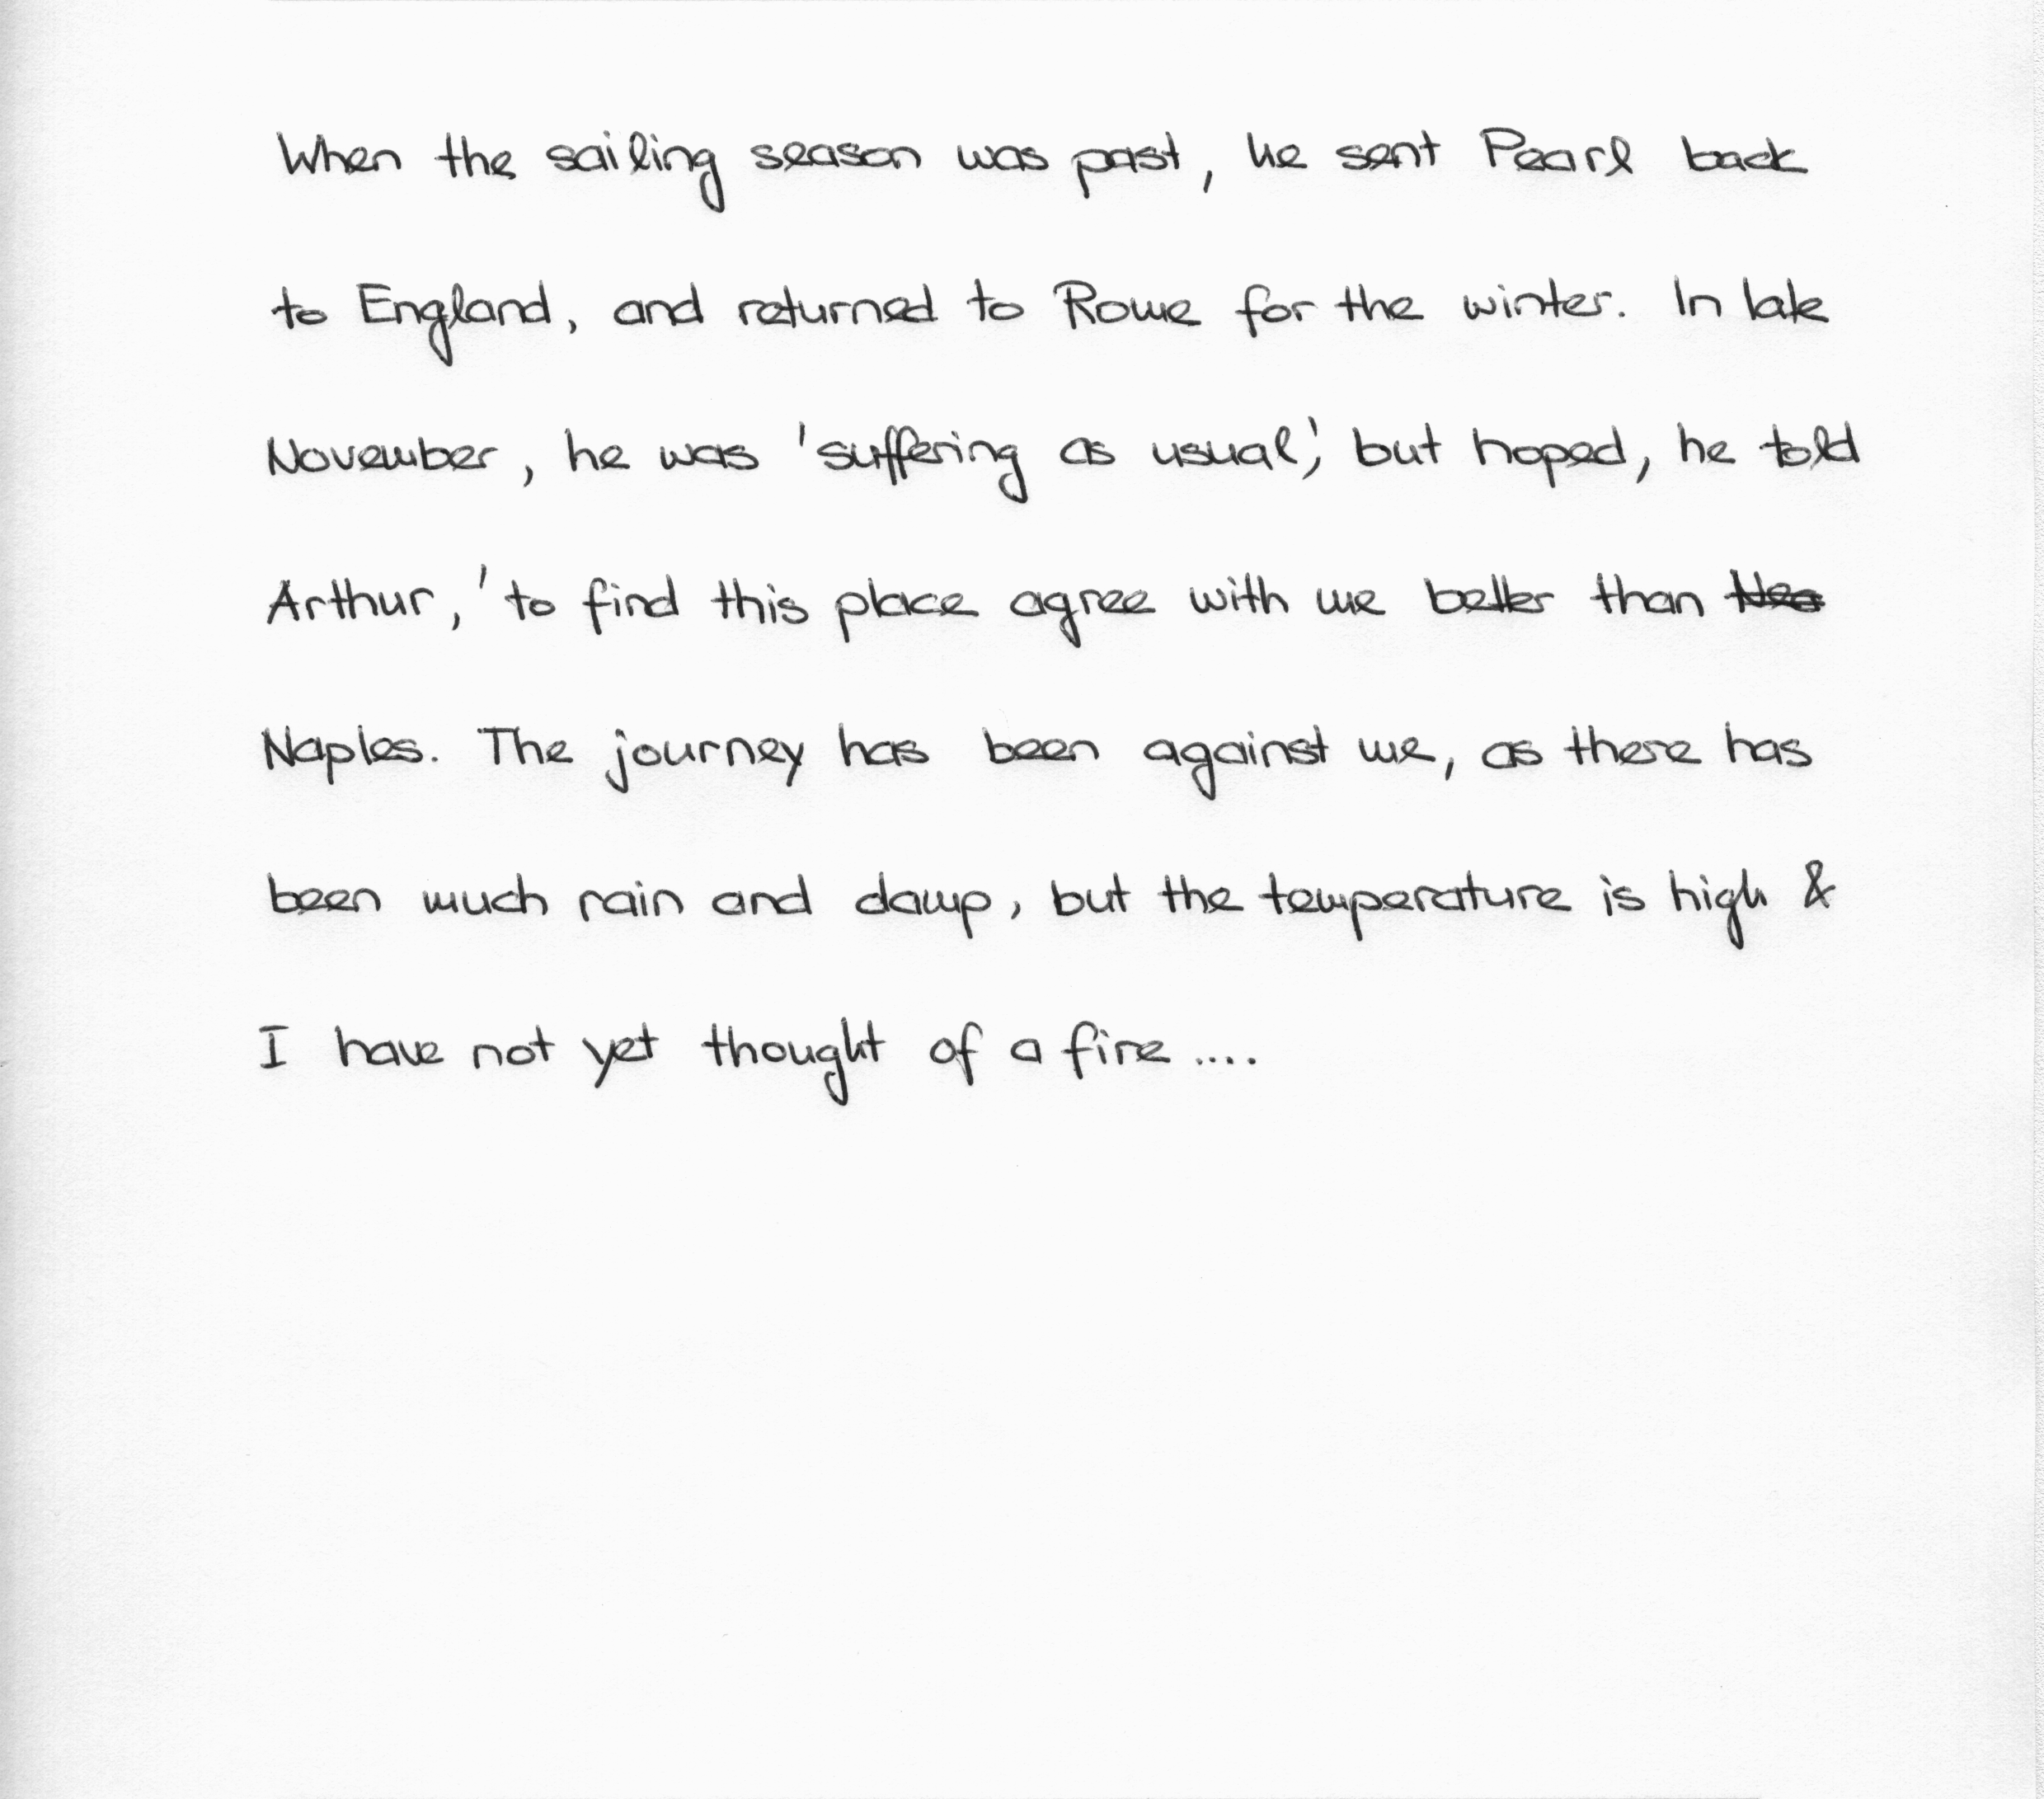 When the sailing season was past, he sent Pearl back
to England, and returned to Rome for the winter. In late
November, he was 'suffering as usual,' but hoped, he told
Arthur, 'to find this place agree with me better than
Naples. The journey has been against me, as there has
been much rain and damp, but the temperature is high &
I have not yet thought of a fire ....